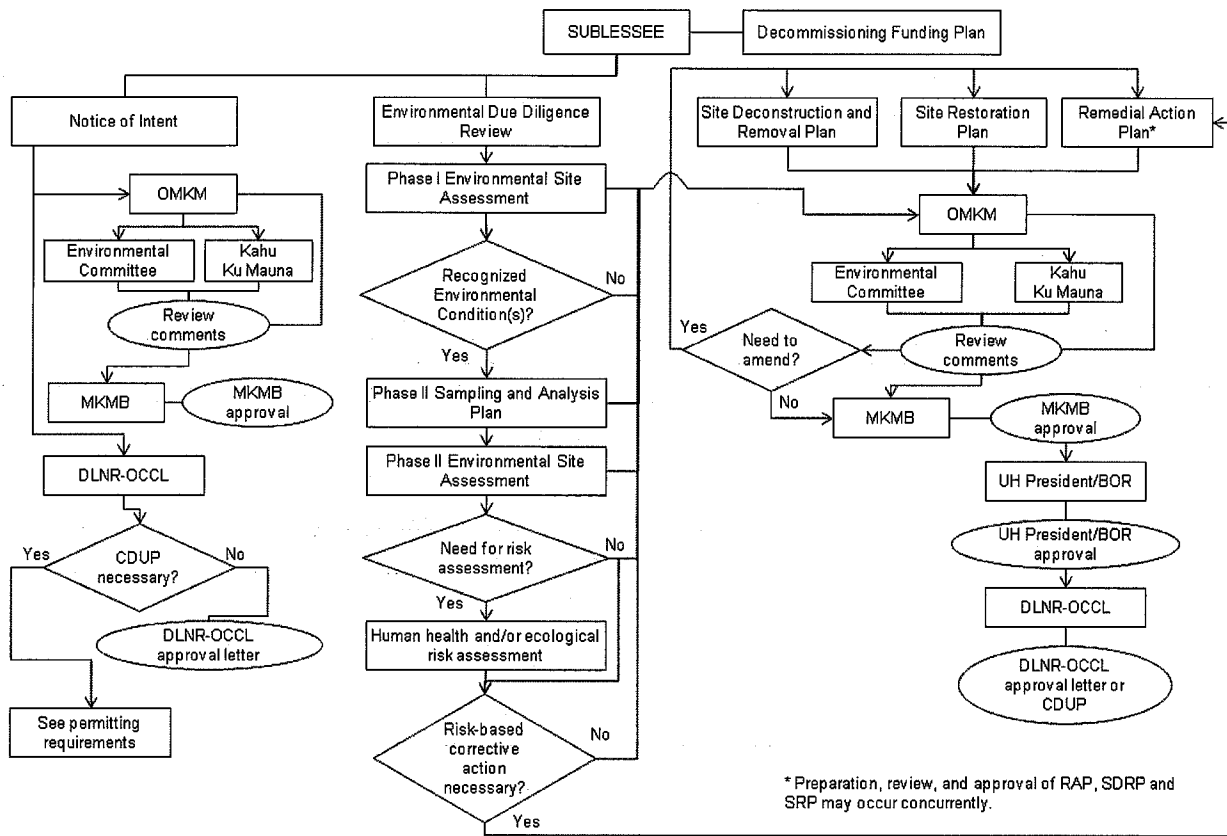 SUBLESSEE
Decommissioning Funding Plan
Notice of Intent
OMKM
Environmental
Committee
Kahu
Ku Mauna
Review
comments
MKMB
MKMB
approval
DLNR-OCCL
Yes
CDUP
necessary?
No
DLNR-OCCL
approval letter
See permitting
requirements
Environmental Due Diligence
Review
Phase I Environmental Site
Assessment
Recognized
Environmental
Condition(s)?
No
Yes
Phase II Sampling and Analysis
Plan
Phase II Environmental Site
Assessment
Need for risk
assessment?
No
Yes
Human health and/or ecological
risk assessment
Risk-based
corrective
action
necessary?
No
Yes
Site Deconstruction and
Removal Plan
Site Restoration
Plan
Remedial Action
Plan*
OMKM
Environmental
Committee
Kahu
Ku Mauna
Review
comments
Yes
Need to
amend?
No
MKMB
MKMB
approval
UH President/BOR
UH President/BOR
approval
DLNR-OCCL
DLNR-OCCL
approval letter or
CDUP
* Preparation, review, and approval of RAP, SDRP and
SRP may occur concurrently.